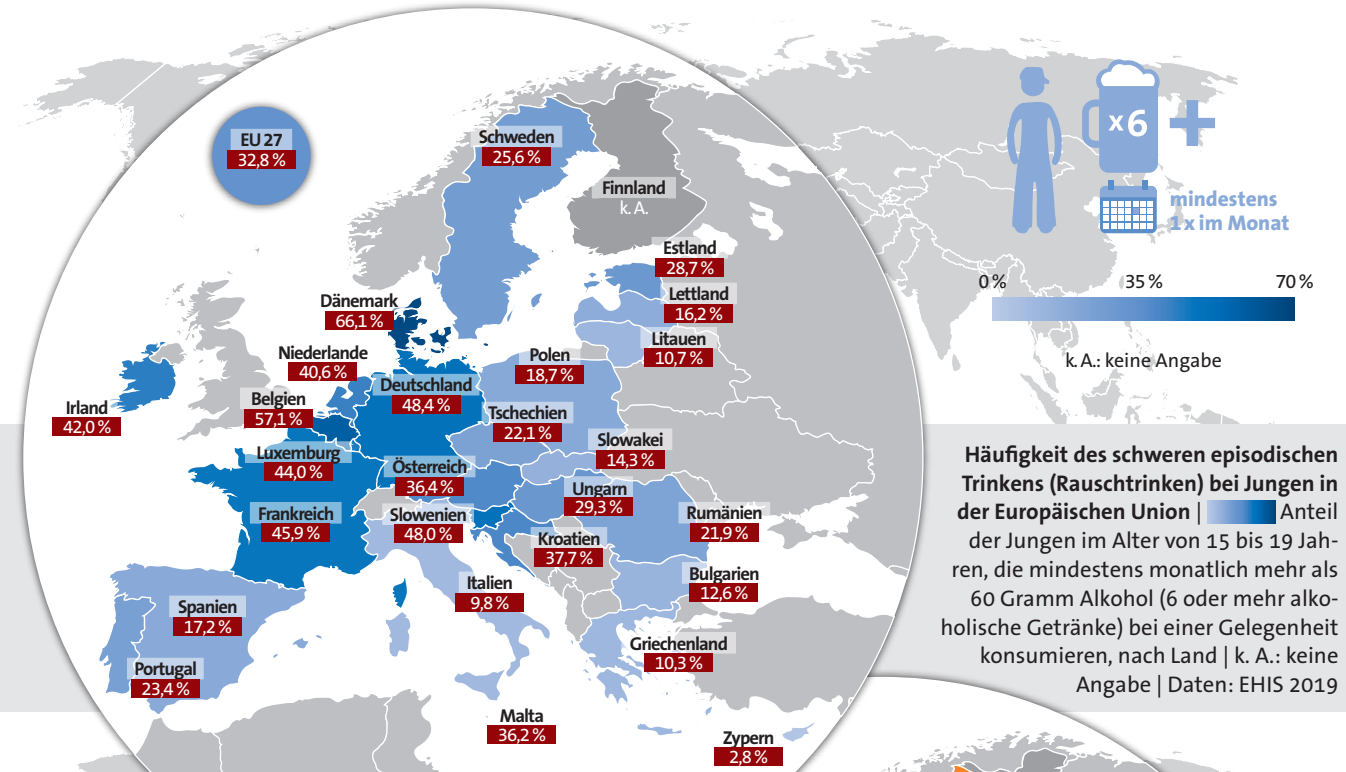 EU 27
32,8 %
Schweden
25,6 %
Finnland
k. A.
Estland
28,7 %
Lettland
16,2 %
Litauen
10,7 %
Dänemark
66,1 %
Niederlande
40,6 %
Belgien
57,1 %
Irland
42,0 %
Deutschland
48,4 %
Polen
18,7 %
Tschechien
22,1 %
Slowakei
14,3 %
Luxemburg
44,0 %
Österreich
36,4 %
Ungarn
29,3 %
Rumänien
21,9 %
Frankreich
45,9 %
Slowenien
48,0 %
Kroatien
37,7 %
Bulgarien
12,6 %
Italien
9,8 %
Spanien
17,2 %
Portugal
23,4 %
Griechenland
10,3 %
Malta
36,2 %
Zypern
2,8 %
x6
mindestens
1 x im Monat
0 % 35 % 70 %
k. A.: keine Angabe
Häufigkeit des schweren episodischen
Trinkens (Rauschtrinken) bei Jungen in
der Europäischen Union | Anteil
der Jungen im Alter von 15 bis 19 Jah-
ren, die mindestens monatlich mehr als
60 Gramm Alkohol (6 oder mehr alko-
holische Getränke) bei einer Gelegenheit
konsumieren, nach Land | k. A.: keine
Angabe | Daten: EHIS 2019